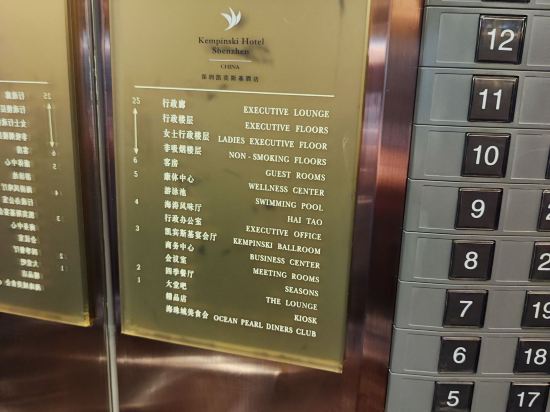 Kempinski Hotel
Shenzhen
CHINA
深圳凯宾斯基酒店
25 行政廊 EXECUTIVE LOUNGE
行政楼层 EXECUTIVE FLOORS
女士行政楼层 LADIES EXECUTIVE FLOOR
非吸烟楼层 NON-SMOKING FLOORS
6 客房 GUEST ROOMS
5 康体中心 WELLNESS CENTER
游泳池 SWIMMING POOL
4 海涛风味厅 HAI TAO
行政办公室 EXECUTIVE OFFICE
3 凯宾斯基宴会厅 KEMPINSKI BALLROOM
商务中心 BUSINESS CENTER
会议室 MEETING ROOMS
2 四季餐厅 SEASONS
1 大堂吧 THE LOUNGE
精品店 KIOSK
海珠城美食会 OCEAN PEARL DINERS CLUB
12
11
10
9
8
7 19
6 18
5 17